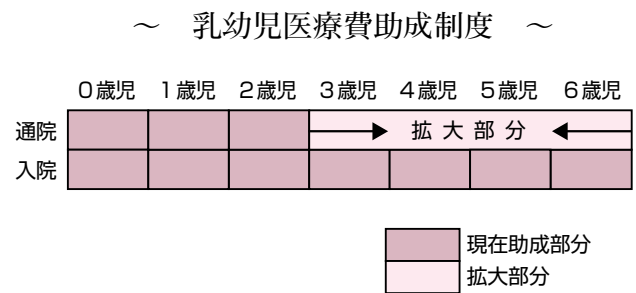 ～　乳幼児医療費助成制度　～
０歳児 １歳児 ２歳児 ３歳児 ４歳児 ５歳児 ６歳児
通院 拡大部分
入院
現在助成部分
拡大部分